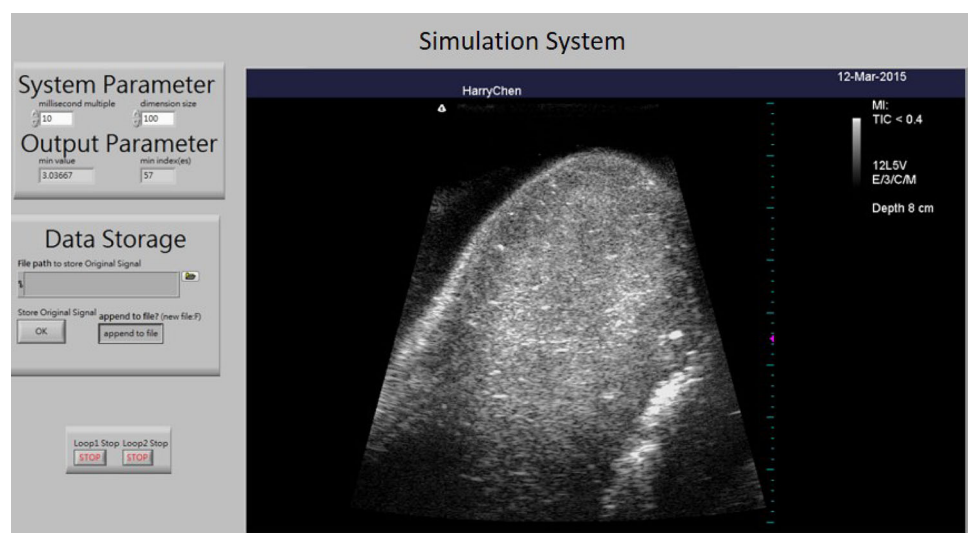 Simulation System
System Parameter
millisecond multiple dimension size
10 100
Output Parameter
min value min index(es)
3.03667 57
Data Storage
File path to store Original Signal
Store Original Signal append to file? (new file:F)
OK append to file
Loop1 Stop Loop2 Stop
STOP STOP
12-Mar-2015
HarryChen
MI:
TIC < 0.4
12L5V
E/3/C/M
Depth 8 cm